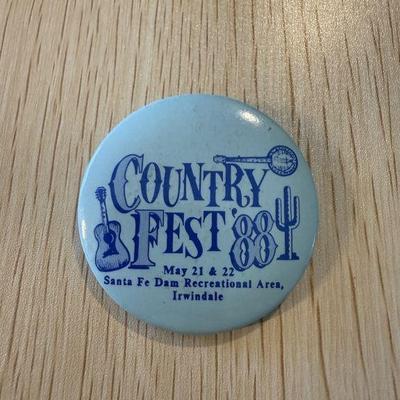 COUNTRY
FEST '88
May 21 & 22
Santa Fe Dam Recreational Area,
Irwindale